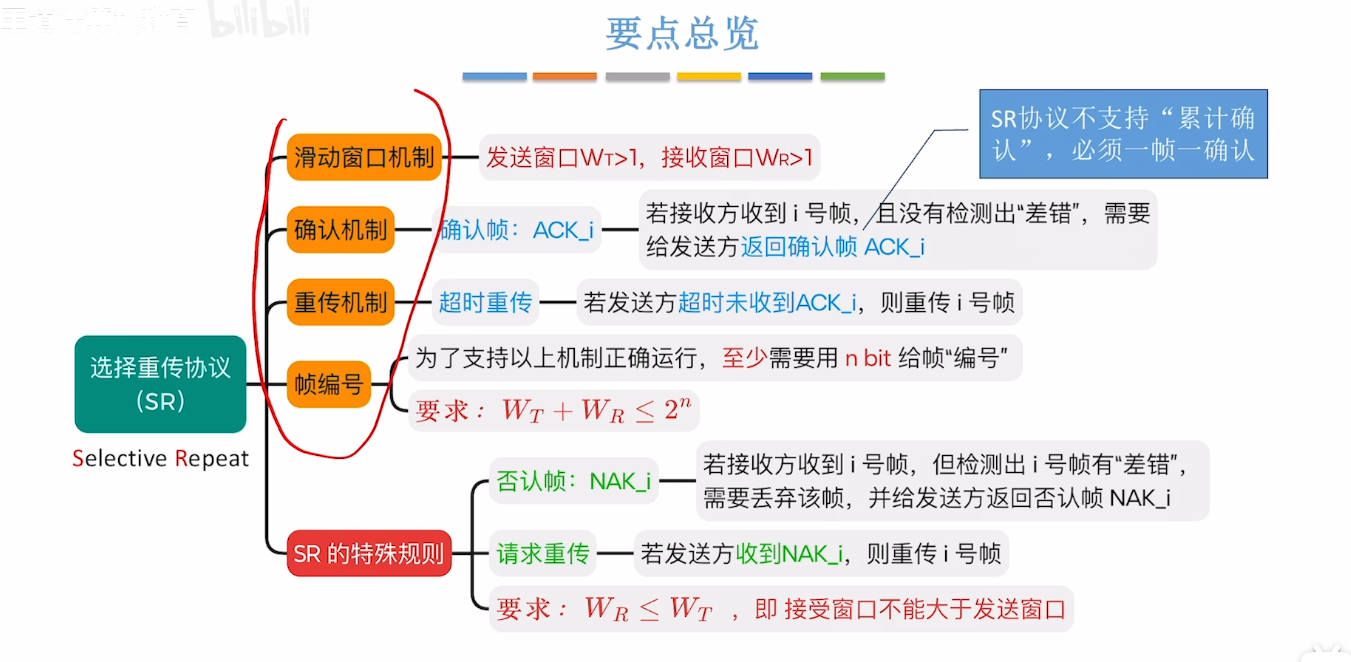 bilibili
要点总览
SR协议不支持“累计确
认”，必须一帧一确认
滑动窗口机制
发送窗口WT>1，接收窗口WR>1
确认机制
确认帧：ACK_i
若接收方收到 i 号帧，且没有检测出“差错”，需要
给发送方返回确认帧 ACK_i
重传机制
超时重传
若发送方超时未收到ACK_i，则重传 i 号帧
选择重传协议
（SR）
Selective Repeat
帧编号
为了支持以上机制正确运行，至少需要用 n bit 给帧“编号”
要求：W_T + W_R ≤ 2^n
SR 的特殊规则
否认帧：NAK_i
若接收方收到 i 号帧，但检测出 i 号帧有“差错”，
需要丢弃该帧，并给发送方返回否认帧 NAK_i
请求重传
若发送方收到NAK_i，则重传 i 号帧
要求：W_R ≤ W_T ，即 接受窗口不能大于发送窗口